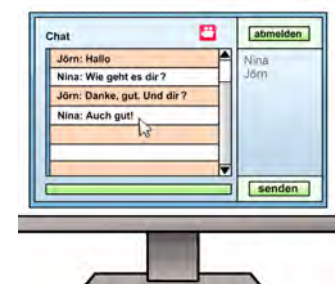 Chat
abmelden
Jörn: Hallo
Nina: Wie geht es dir?
Jörn: Danke, gut. Und dir?
Nina: Auch gut!
Nina
Jörn
senden